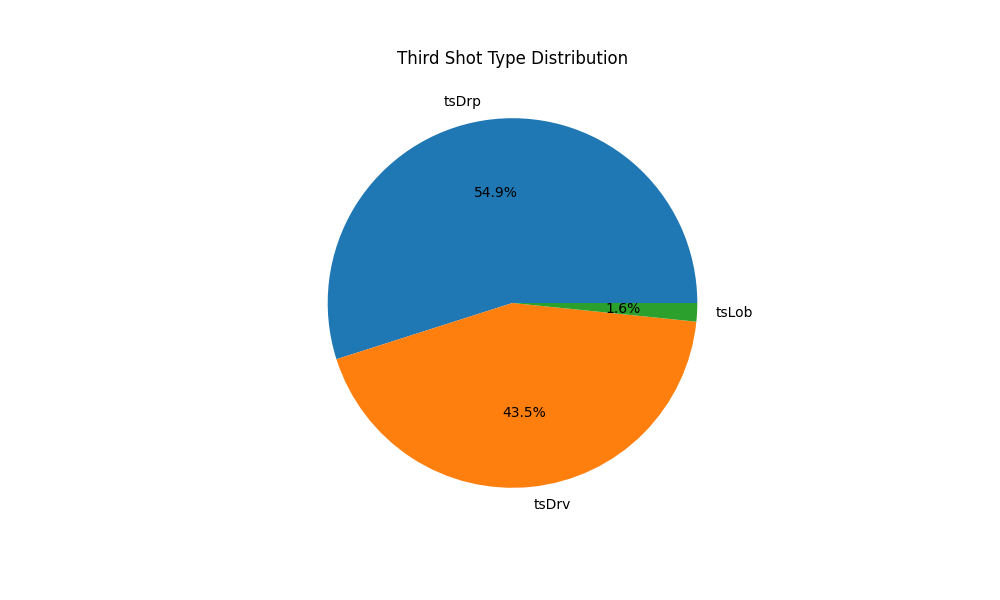 Third Shot Type Distribution
tsDrp
54.9%
1.6%
tsLob
43.5%
tsDrv